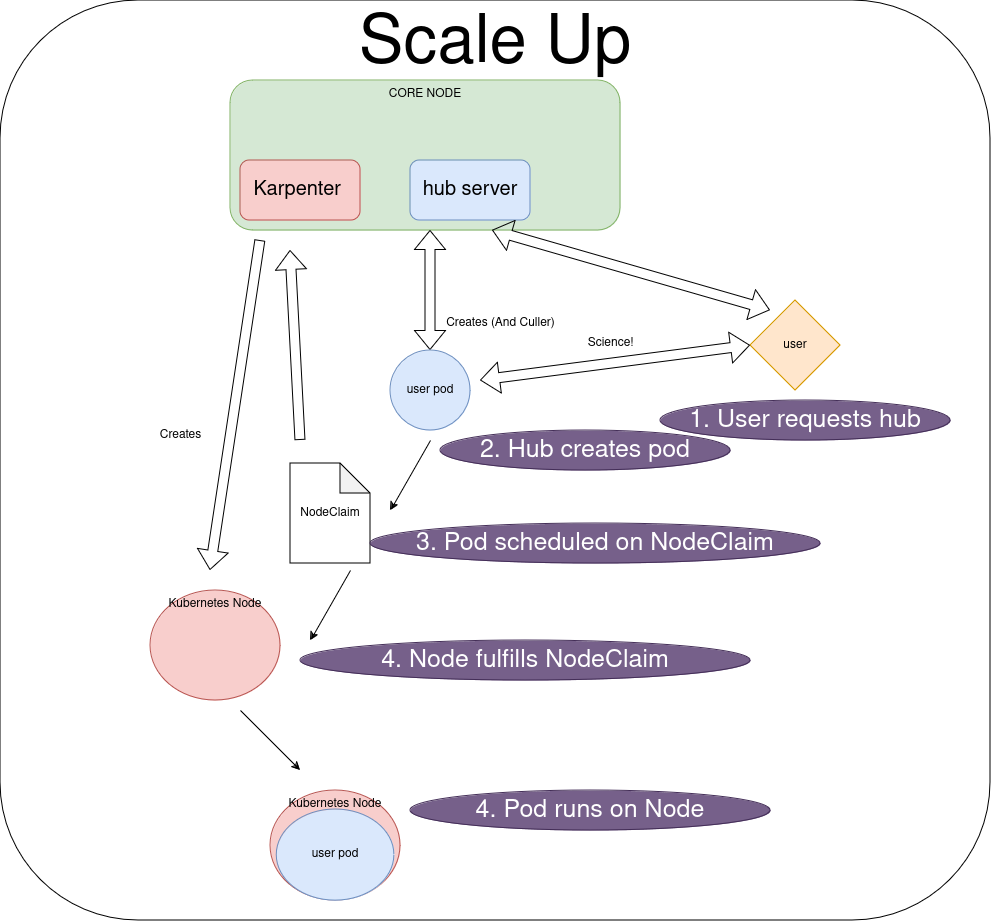 Scale Up
CORE NODE
Karpenter
hub server
Creates (And Culler)
Science!
user
user pod
1. User requests hub
2. Hub creates pod
Creates
NodeClaim
3. Pod scheduled on NodeClaim
Kubernetes Node
4. Node fulfills NodeClaim
Kubernetes Node
4. Pod runs on Node
user pod